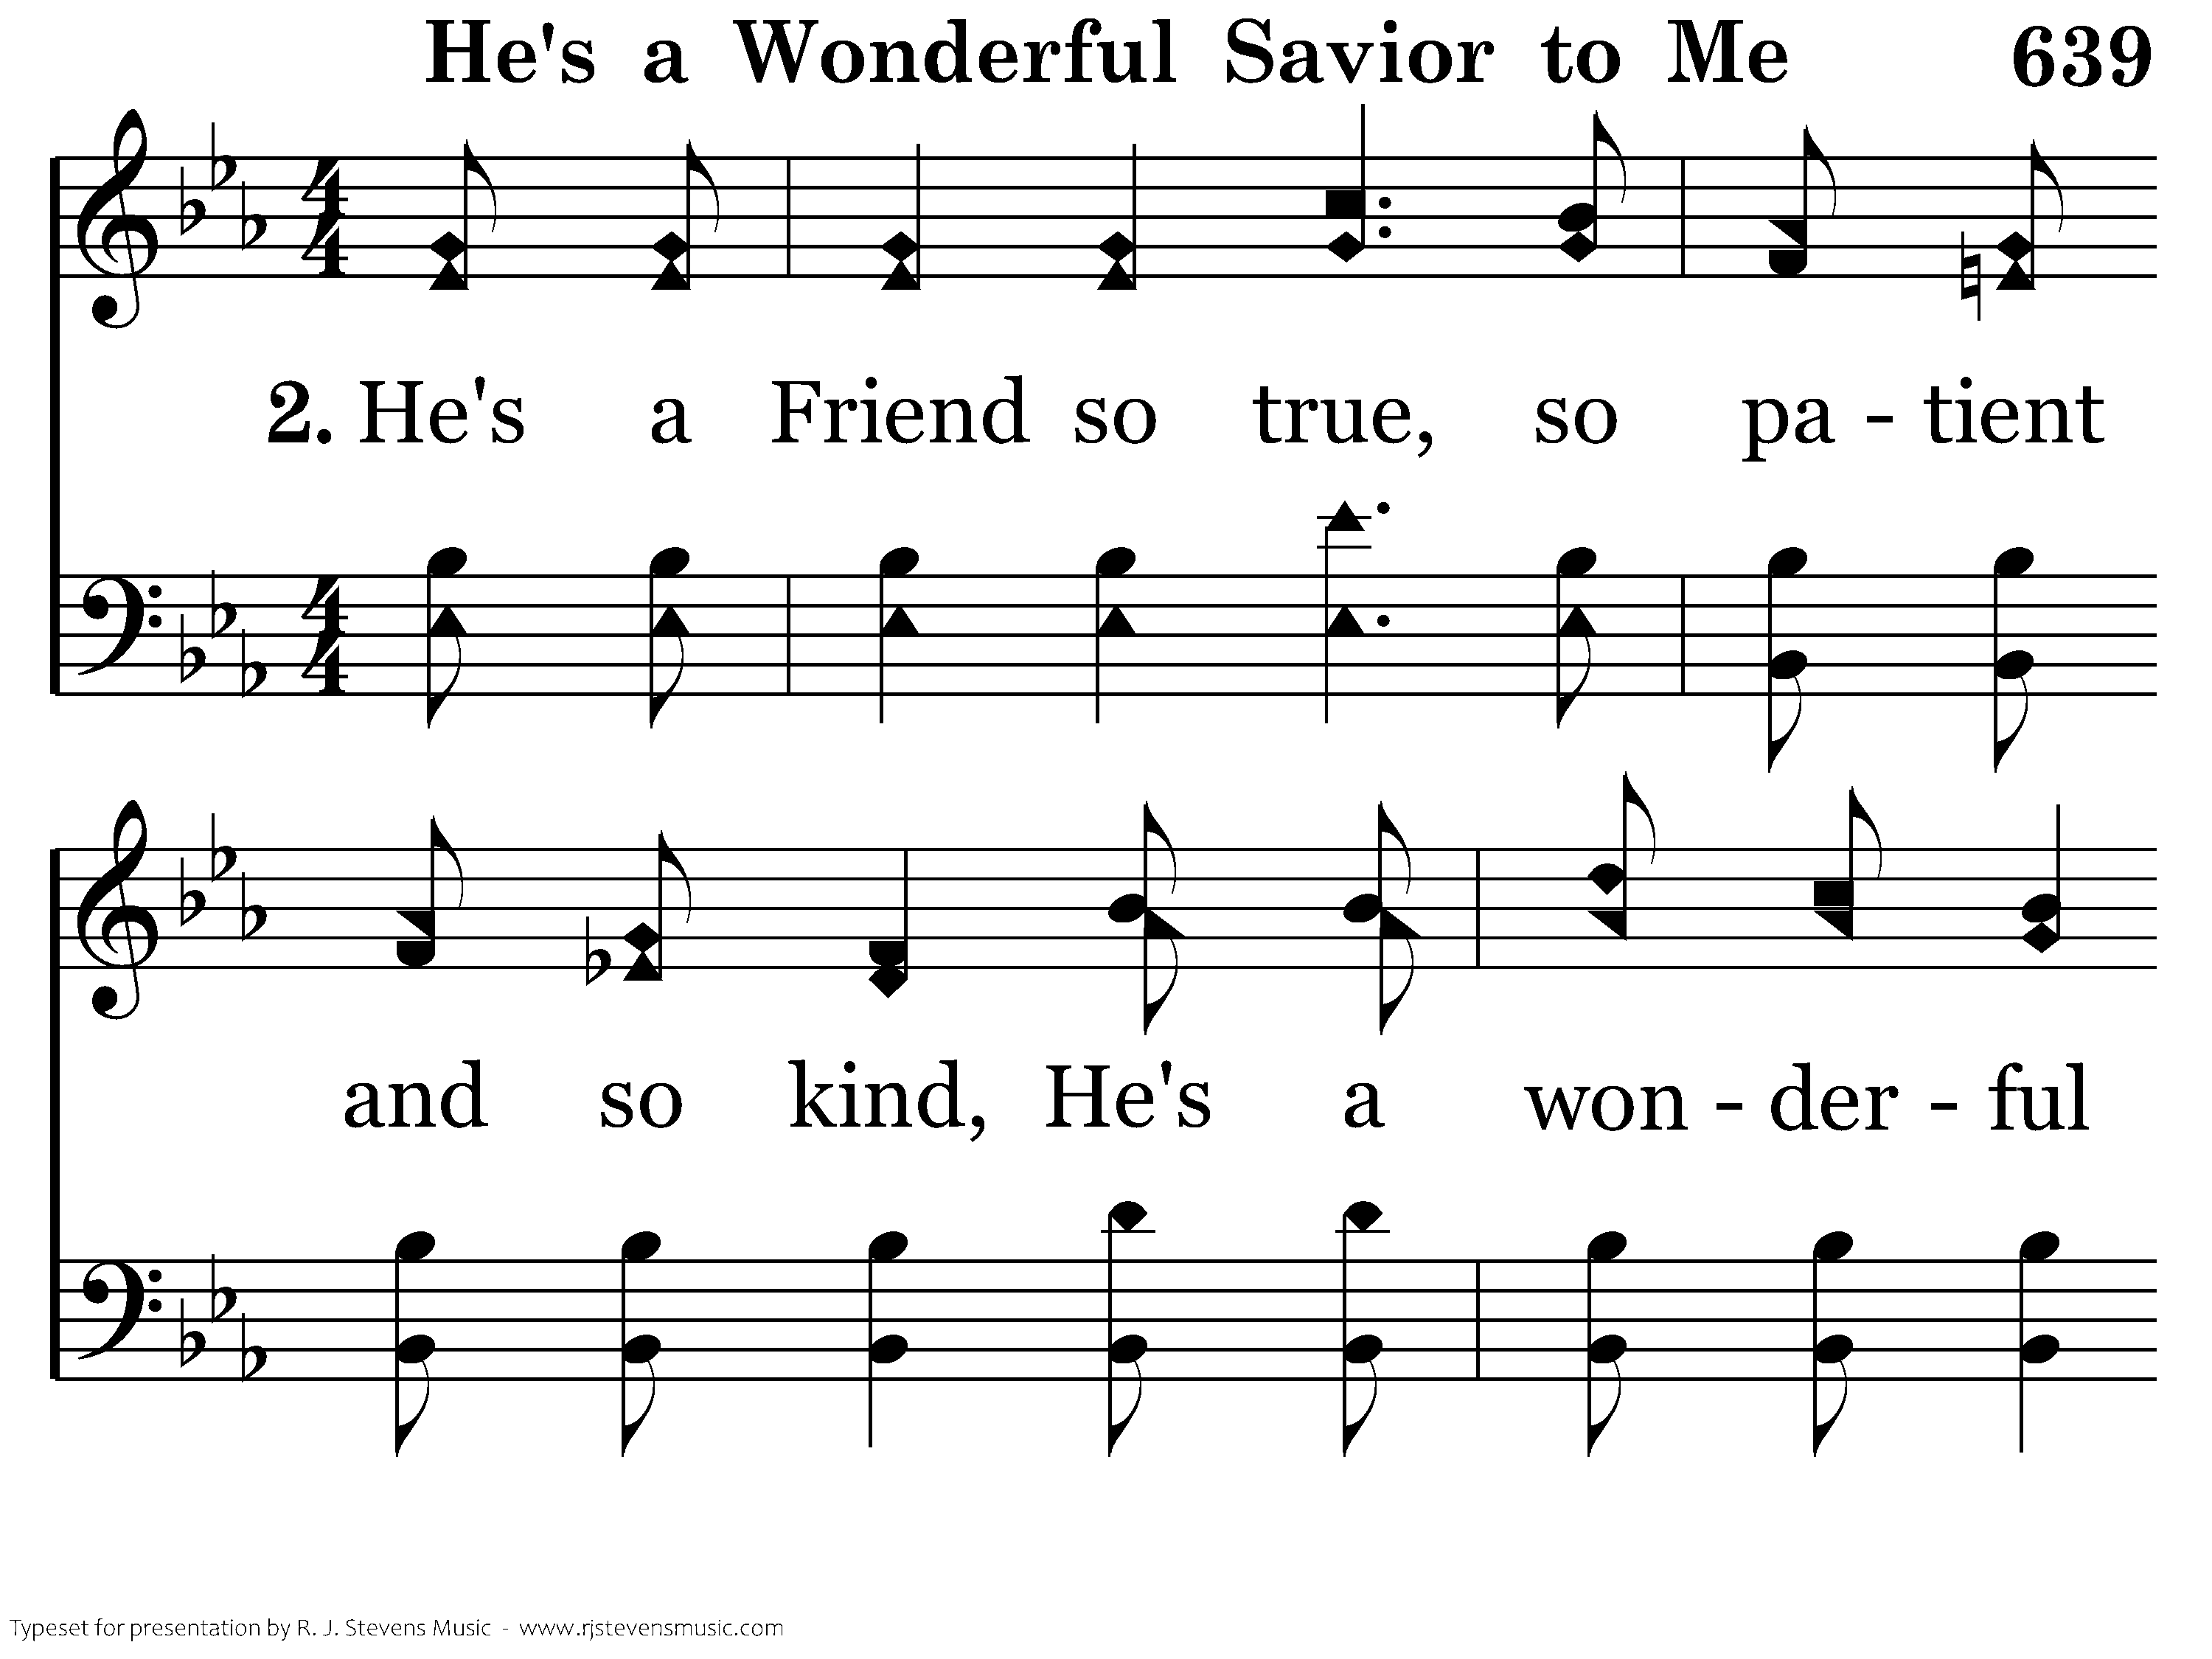 He's a Wonderful Savior to Me 639
2. He's a Friend so true, so pa - tient
and so kind, He's a won - der - ful
Typeset for presentation by R. J. Stevens Music - www.rjstevensmusic.com